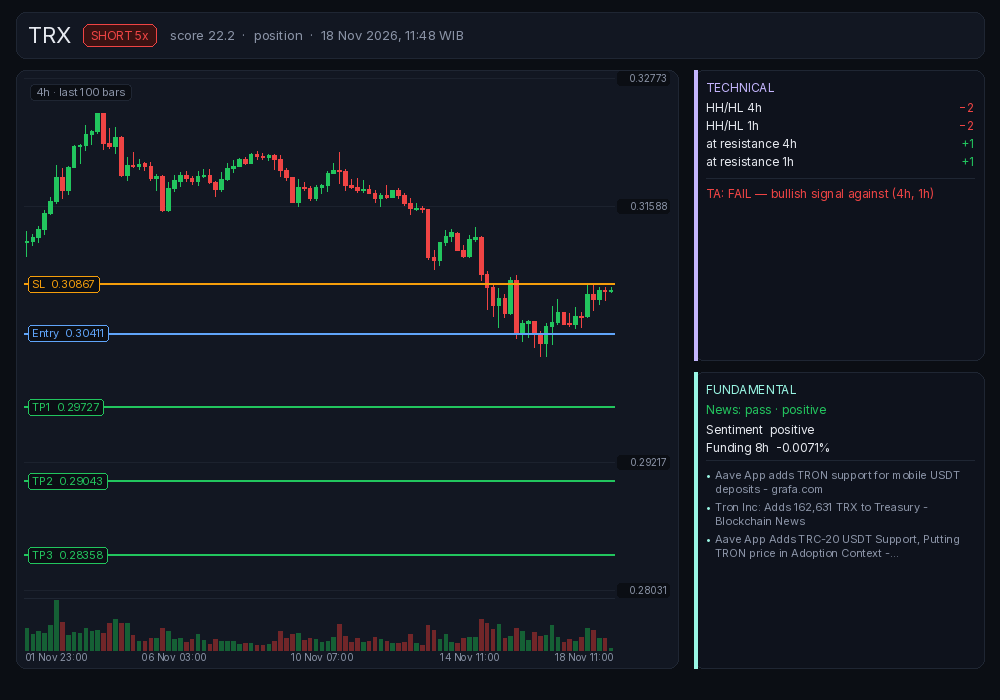 TRX SHORT 5x score 22.2 · position · 18 Nov 2026, 11:48 WIB
4h · last 100 bars
0.32773
0.31588
SL 0.30867
Entry 0.30411
TP1 0.29727
0.29217
TP2 0.29043
TP3 0.28358
0.28031
01 Nov 23:00 06 Nov 03:00 10 Nov 07:00 14 Nov 11:00 18 Nov 11:00
TECHNICAL
HH/HL 4h −2
HH/HL 1h −2
at resistance 4h +1
at resistance 1h +1
TA: FAIL — bullish signal against (4h, 1h)
FUNDAMENTAL
News: pass · positive
Sentiment positive
Funding 8h -0.0071%
• Aave App adds TRON support for mobile USDT
deposits - grafa.com
• Tron Inc: Adds 162,631 TRX to Treasury -
Blockchain News
• Aave App Adds TRC-20 USDT Support, Putting
TRON price in Adoption Context -...